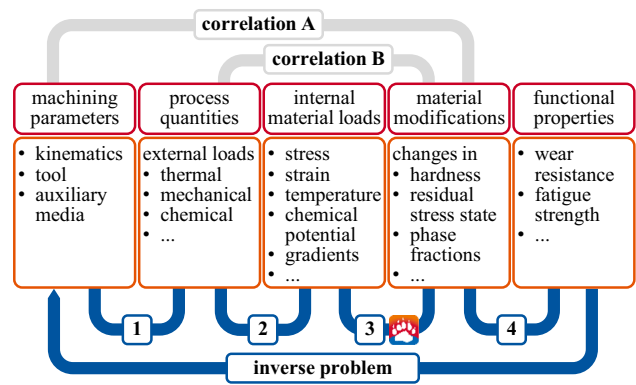 correlation A
correlation B
machining
parameters
process
quantities
internal
material loads
material
modifications
functional
properties
• kinematics
• tool
• auxiliary
media
external loads
• thermal
• mechanical
• chemical
• ...
• stress
• strain
• temperature
• chemical
potential
• gradients
• ...
changes in
• hardness
• residual
stress state
• phase
fractions
• ...
• wear
resistance
• fatigue
strength
• ...
1
2
3
4
inverse problem